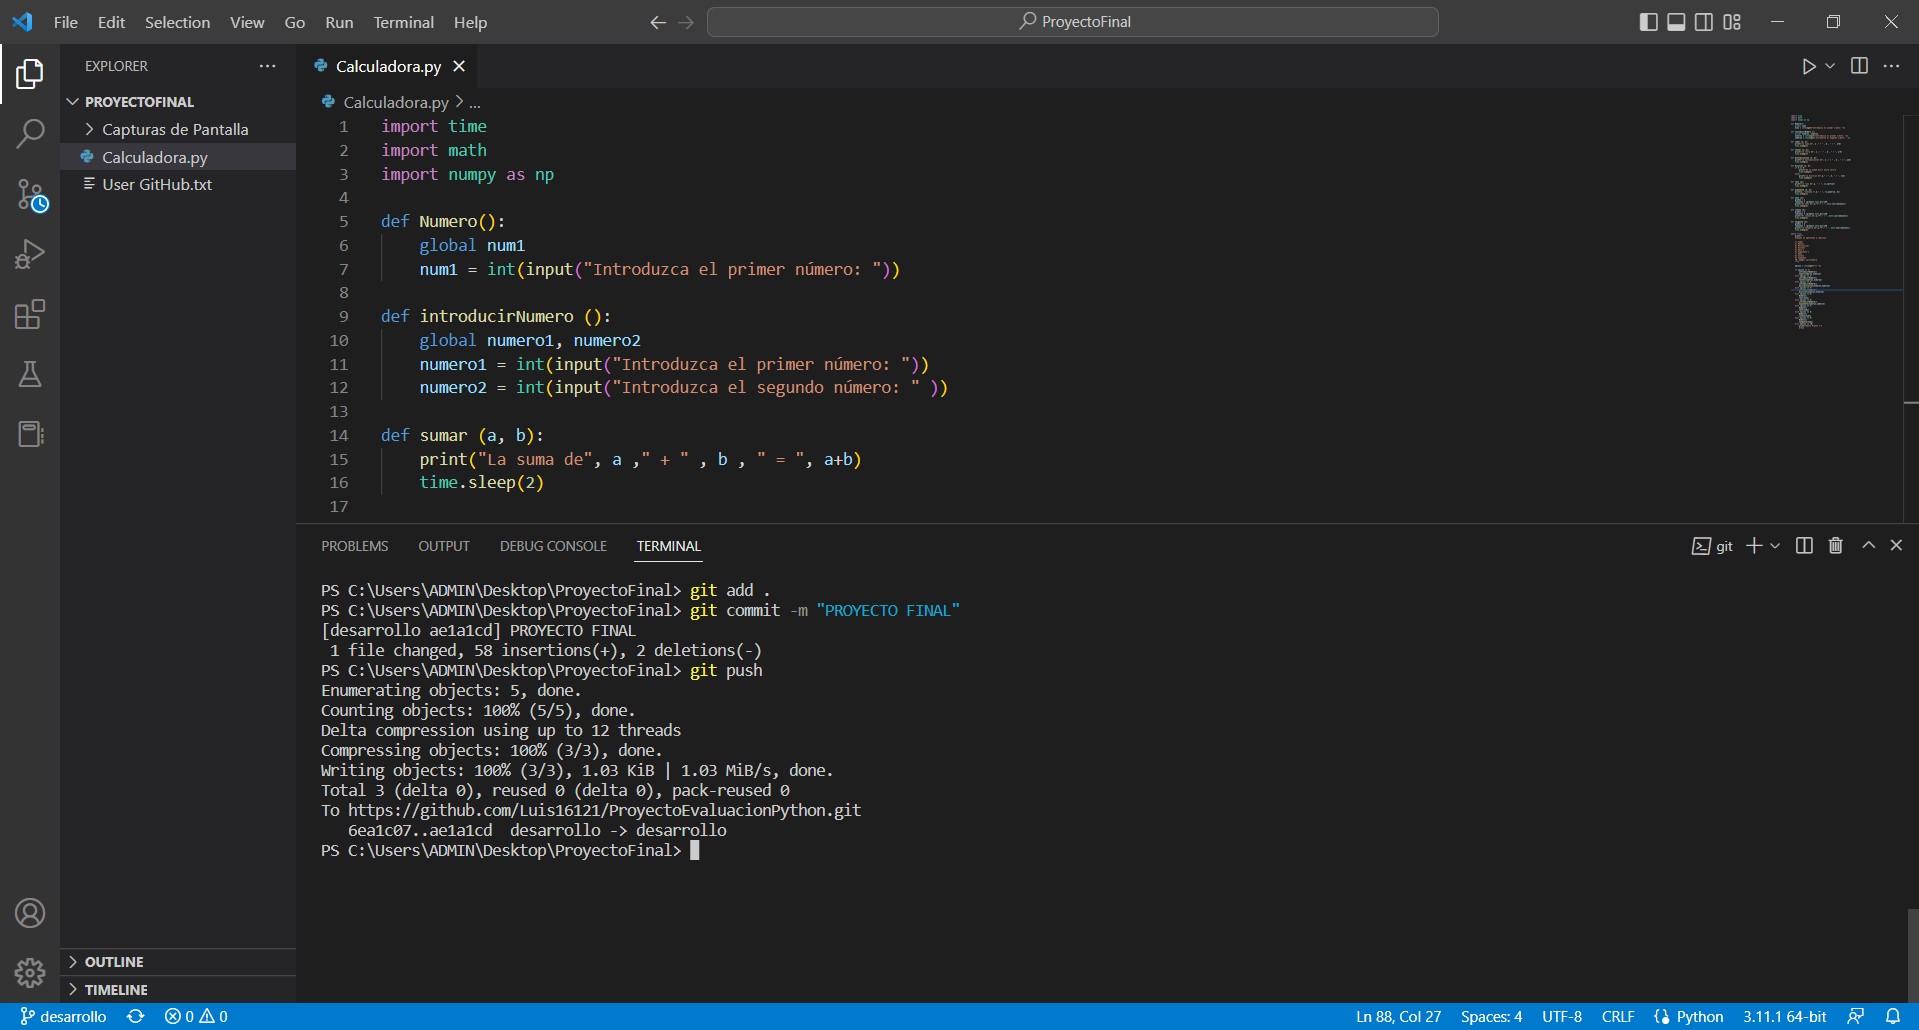 File Edit Selection View Go Run Terminal Help
ProyectoFinal
EXPLORER
PROYECTOFINAL
Capturas de Pantalla
Calculadora.py
User GitHub.txt
OUTLINE
TIMELINE
Calculadora.py
Calculadora.py > ...
1 import time
2 import math
3 import numpy as np
4
5 def Numero():
6     global num1
7     num1 = int(input("Introduzca el primer número: "))
8
9 def introducirNumero ():
10     global numero1, numero2
11     numero1 = int(input("Introduzca el primer número: "))
12     numero2 = int(input("Introduzca el segundo número: " ))
13
14 def sumar (a, b):
15     print("La suma de", a ," + " , b , " = ", a+b)
16     time.sleep(2)
17
PROBLEMS OUTPUT DEBUG CONSOLE TERMINAL
git
PS C:\Users\ADMIN\Desktop\ProyectoFinal> git add .
PS C:\Users\ADMIN\Desktop\ProyectoFinal> git commit -m "PROYECTO FINAL"
[desarrollo ae1a1cd] PROYECTO FINAL
 1 file changed, 58 insertions(+), 2 deletions(-)
PS C:\Users\ADMIN\Desktop\ProyectoFinal> git push
Enumerating objects: 5, done.
Counting objects: 100% (5/5), done.
Delta compression using up to 12 threads
Compressing objects: 100% (3/3), done.
Writing objects: 100% (3/3), 1.03 KiB | 1.03 MiB/s, done.
Total 3 (delta 0), reused 0 (delta 0), pack-reused 0
To https://github.com/Luis16121/ProyectoEvaluacionPython.git
   6ea1c07..ae1a1cd  desarrollo -> desarrollo
PS C:\Users\ADMIN\Desktop\ProyectoFinal>
desarrollo 0 0 Ln 88, Col 27 Spaces: 4 UTF-8 CRLF Python 3.11.1 64-bit